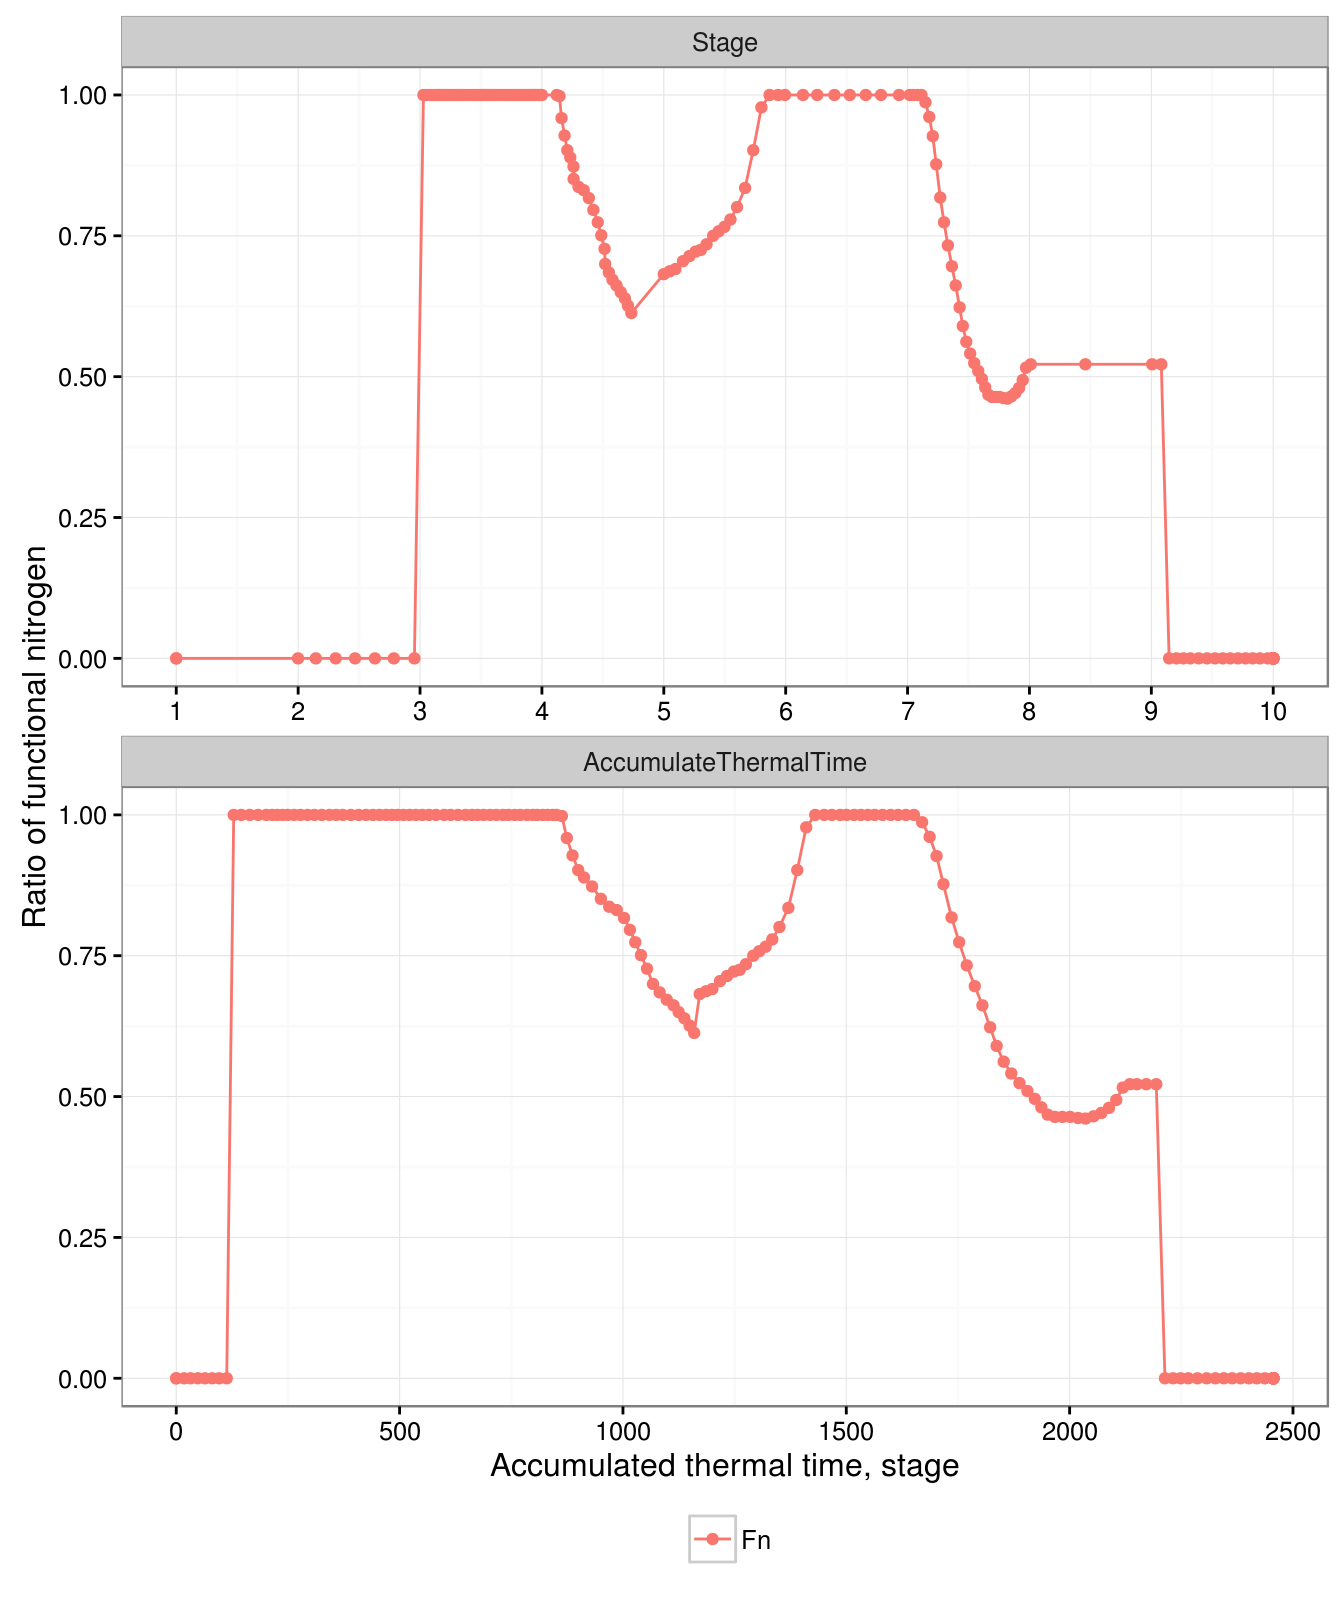 Stage
1.00
0.75
0.50
0.25
0.00
1 2 3 4 5 6 7 8 9 10
Ratio of functional nitrogen
AccumulateThermalTime
1.00
0.75
0.50
0.25
0.00
0 500 1000 1500 2000 2500
Accumulated thermal time, stage
Fn